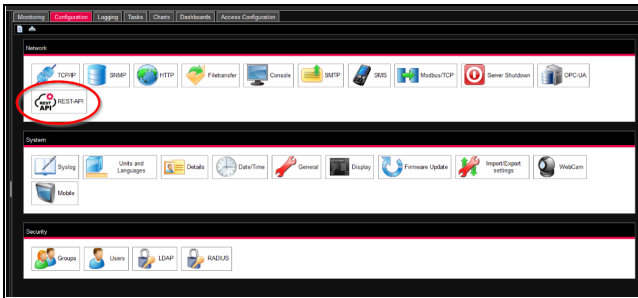 Monitoring Configuration Logging Tasks Charts Dashboards Access Configuration
Network
TCP/IP SNMP HTTP Filetransfer Console SMTP SMS Modbus/TCP Server Shutdown OPC-UA
REST API REST-API
System
Syslog Units and Languages Details Date/Time General Display Firmware Update Import/Export settings WebCam
Mobile
Security
Groups Users LDAP RADIUS